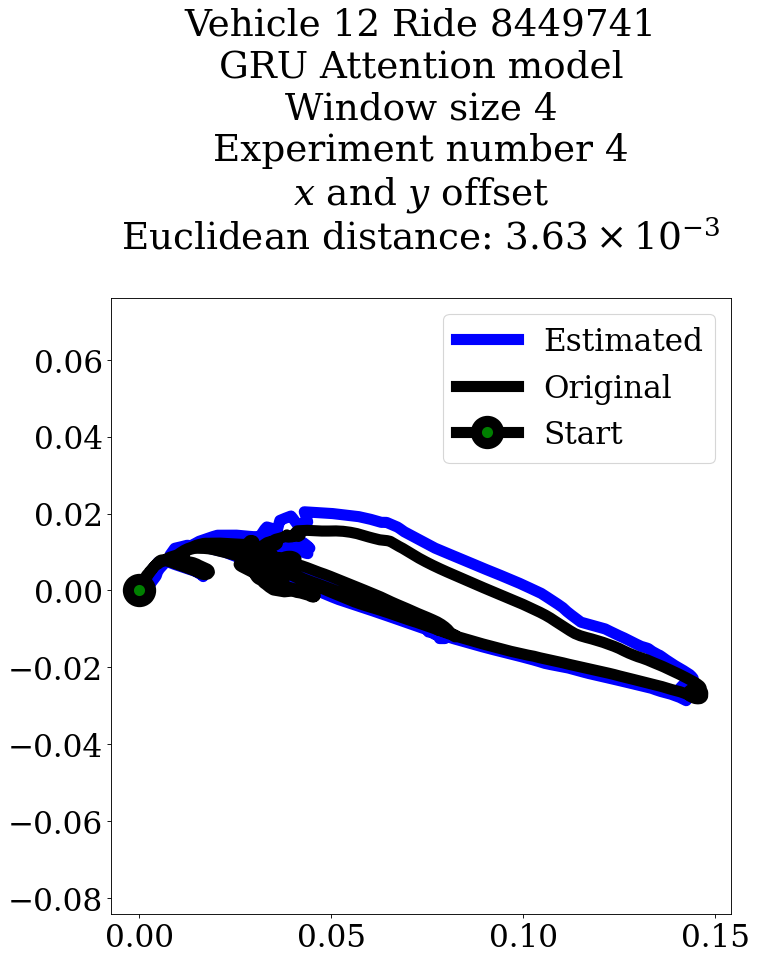 Vehicle 12 Ride 8449741
GRU Attention model
Window size 4
Experiment number 4
x and y offset
Euclidean distance: 3.63 × 10⁻³
Estimated
Original
Start
0.06
0.04
0.02
0.00
−0.02
−0.04
−0.06
−0.08
0.00 0.05 0.10 0.15